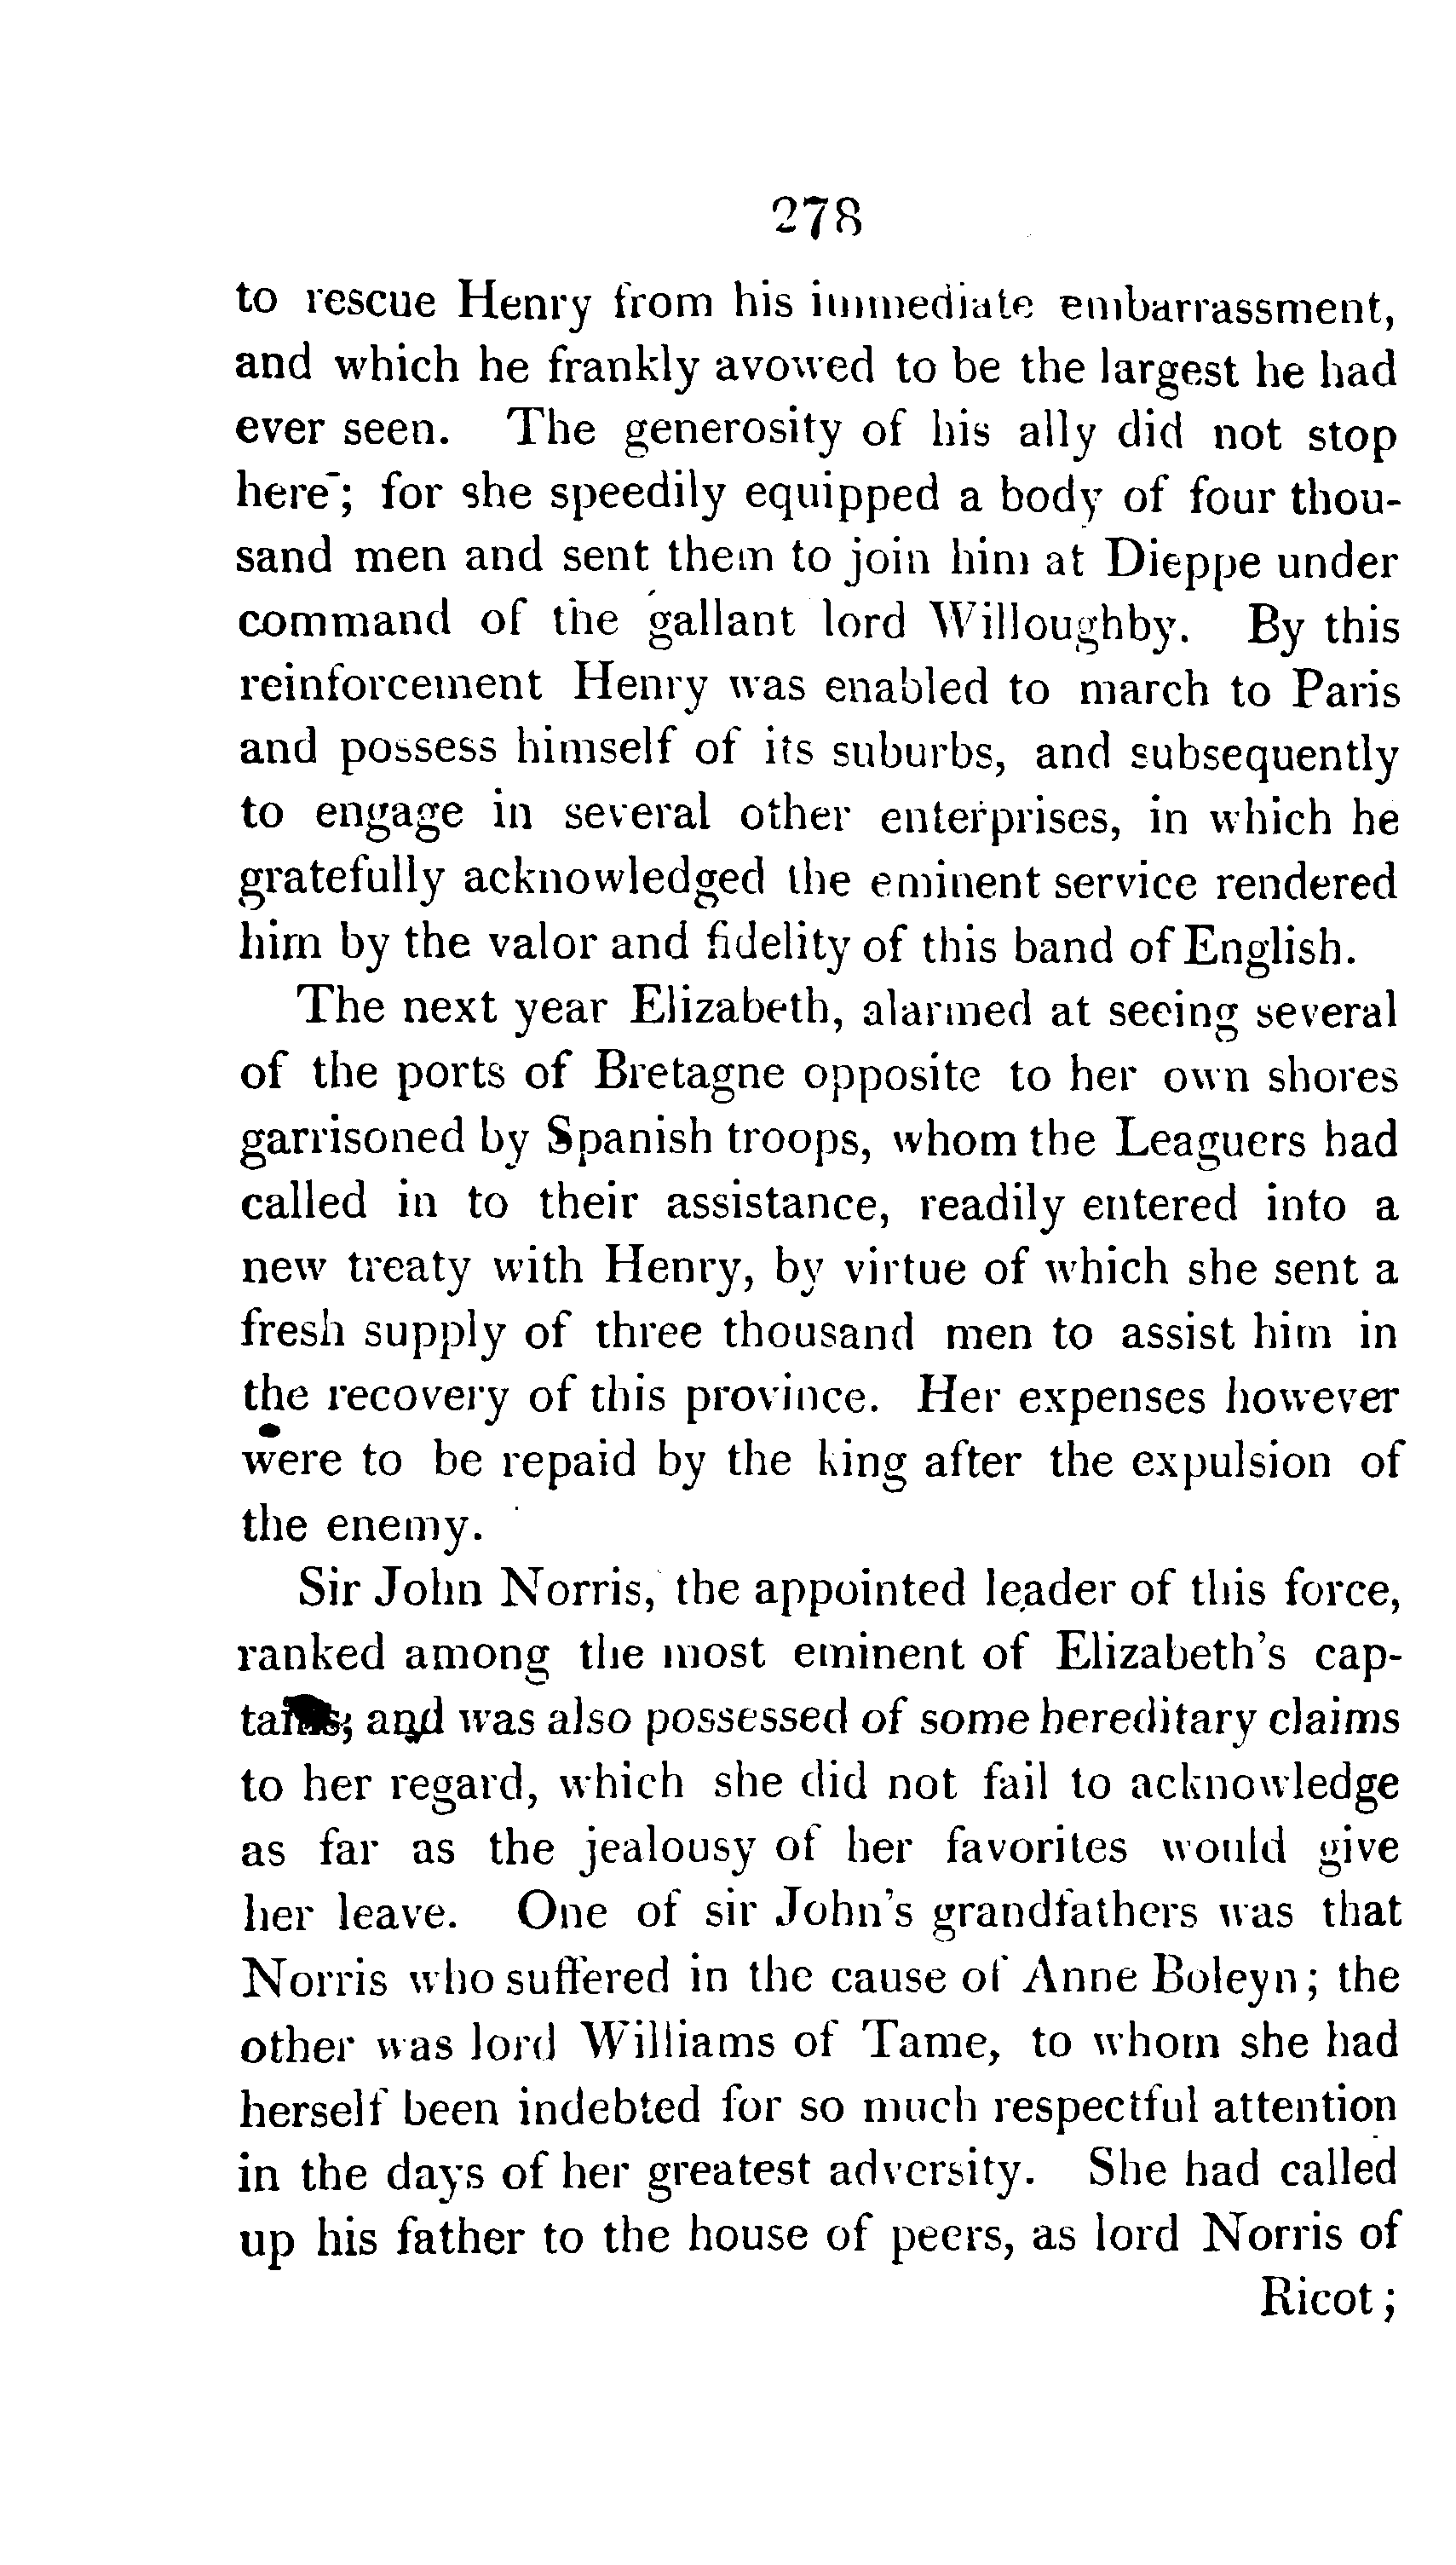 278
to rescue Henry from his immediate embarrassment,
and which he frankly avowed to be the largest he had
ever seen. The generosity of his ally did not stop
here; for she speedily equipped a body of four thou-
sand men and sent them to join him at Dieppe under
command of the gallant lord Willoughby. By this
reinforcement Henry was enabled to march to Paris
and possess himself of its suburbs, and subsequently
to engage in several other enterprises, in which he
gratefully acknowledged the eminent service rendered
him by the valor and fidelity of this band of English.
The next year Elizabeth, alarmed at seeing several
of the ports of Bretagne opposite to her own shores
garrisoned by Spanish troops, whom the Leaguers had
called in to their assistance, readily entered into a
new treaty with Henry, by virtue of which she sent a
fresh supply of three thousand men to assist him in
the recovery of this province. Her expenses however
were to be repaid by the king after the expulsion of
the enemy.
Sir John Norris, the appointed leader of this force,
ranked among the most eminent of Elizabeth's cap-
tains; and was also possessed of some hereditary claims
to her regard, which she did not fail to acknowledge
as far as the jealousy of her favorites would give
her leave. One of sir John's grandfathers was that
Norris who suffered in the cause of Anne Boleyn; the
other was lord Williams of Tame, to whom she had
herself been indebted for so much respectful attention
in the days of her greatest adversity. She had called
up his father to the house of peers, as lord Norris of
Ricot;